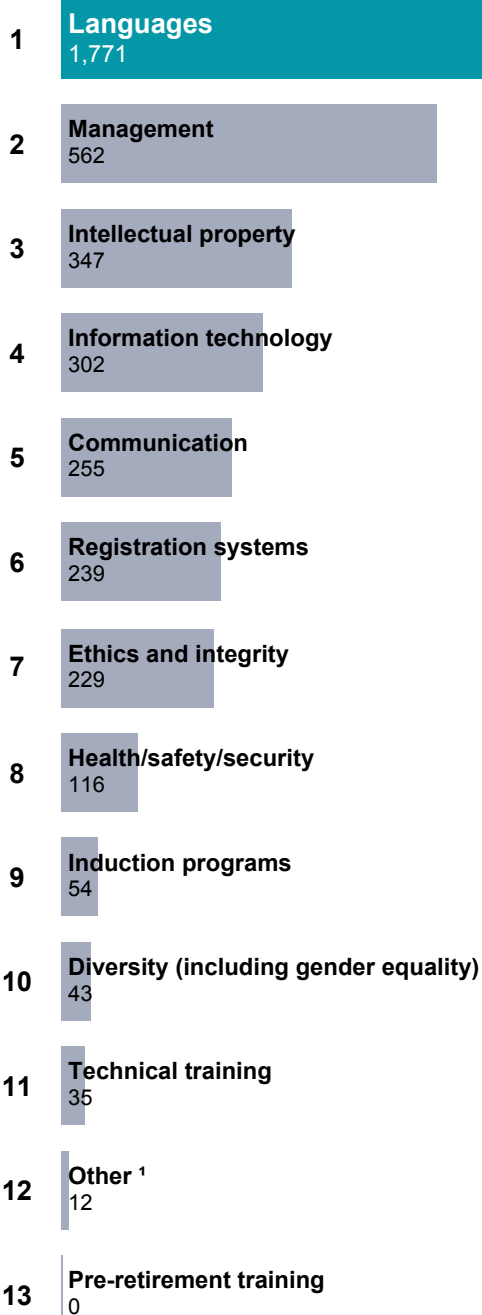 1
Languages
1,771
2
Management
562
3
Intellectual property
347
4
Information technology
302
5
Communication
255
6
Registration systems
239
7
Ethics and integrity
229
8
Health/safety/security
116
9
Induction programs
54
10
Diversity (including gender equality)
43
11
Technical training
35
12
Other ¹
12
13
Pre-retirement training
0